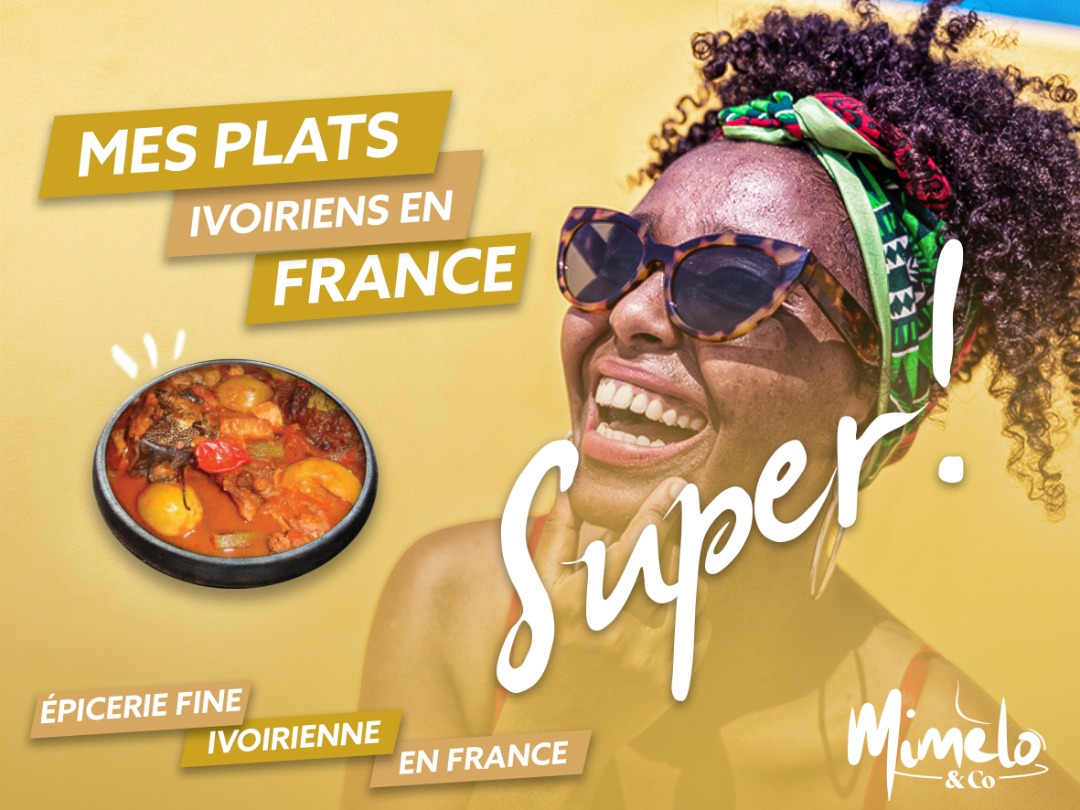 MES PLATS
IVOIRIENS EN
FRANCE
Super !
ÉPICERIE FINE
IVOIRIENNE
EN FRANCE
Mimelo
& Co